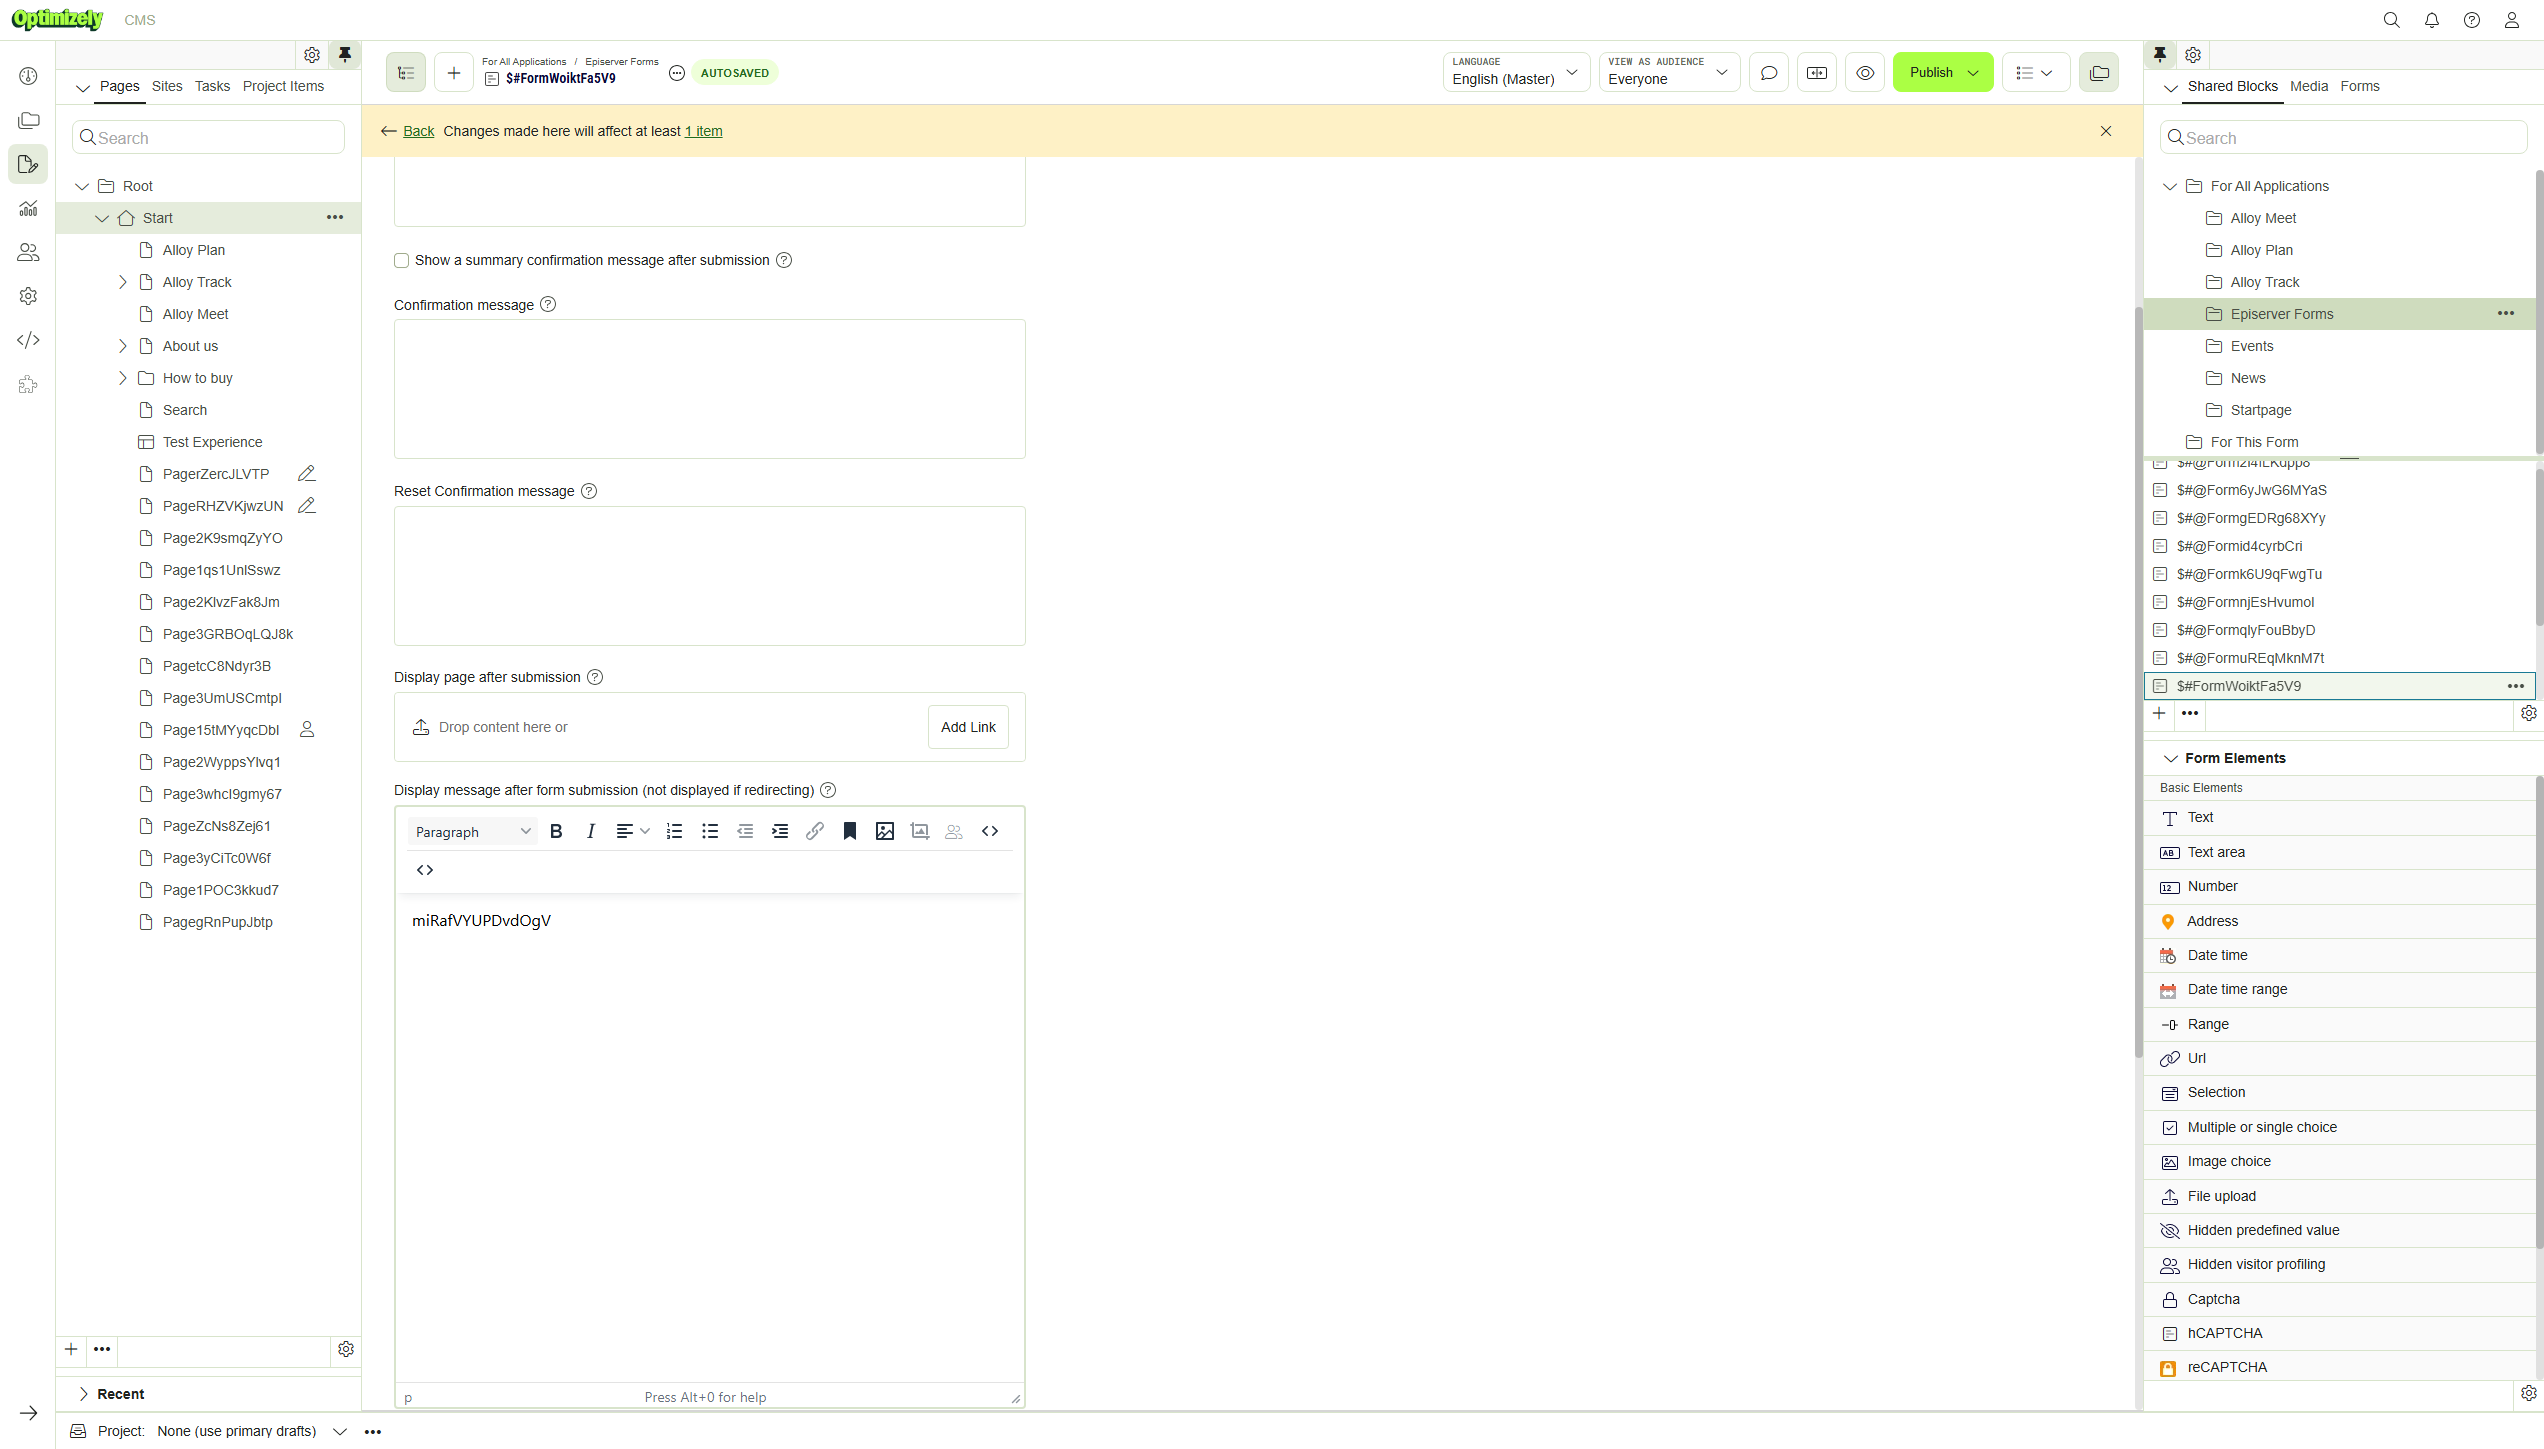 Optimizely CMS
Pages Sites Tasks Project Items
Search
Root
Start
Alloy Plan
Alloy Track
Alloy Meet
About us
How to buy
Search
Test Experience
PagerZercJLVTP
PageRHZVKjwzUN
Page2K9smqZyYO
Page1qs1UnlSswz
Page2KlvzFak8Jm
Page3GRBOqLQJ8k
PagetcC8Ndyr3B
Page3UmUSCmtpI
Page15tMYyqcDbI
Page2WyppsYlvq1
Page3whcI9gmy67
PageZcNs8Zej61
Page3yCiTc0W6f
Page1POC3kkud7
PagegRnPupJbtp
Recent
Project: None (use primary drafts)
For All Applications / Episerver Forms
$#FormWoiktFa5V9
AUTOSAVED
LANGUAGE
English (Master)
VIEW AS AUDIENCE
Everyone
Publish
Back Changes made here will affect at least 1 item
Show a summary confirmation message after submission
Confirmation message
Reset Confirmation message
Display page after submission
Drop content here or
Add Link
Display message after form submission (not displayed if redirecting)
Paragraph
miRafVYUPDvdOgV
p Press Alt+0 for help
Shared Blocks Media Forms
Search
For All Applications
Alloy Meet
Alloy Plan
Alloy Track
Episerver Forms
Events
News
Startpage
For This Form
$#@Form6yJwG6MYaS
$#@FormgEDRg68XYy
$#@Formid4cyrbCri
$#@Formk6U9qFwgTu
$#@FormnjEsHvumol
$#@FormqlyFouBbyD
$#@FormuREqMknM7t
$#FormWoiktFa5V9
Form Elements
Basic Elements
Text
Text area
Number
Address
Date time
Date time range
Range
Url
Selection
Multiple or single choice
Image choice
File upload
Hidden predefined value
Hidden visitor profiling
Captcha
hCAPTCHA
reCAPTCHA